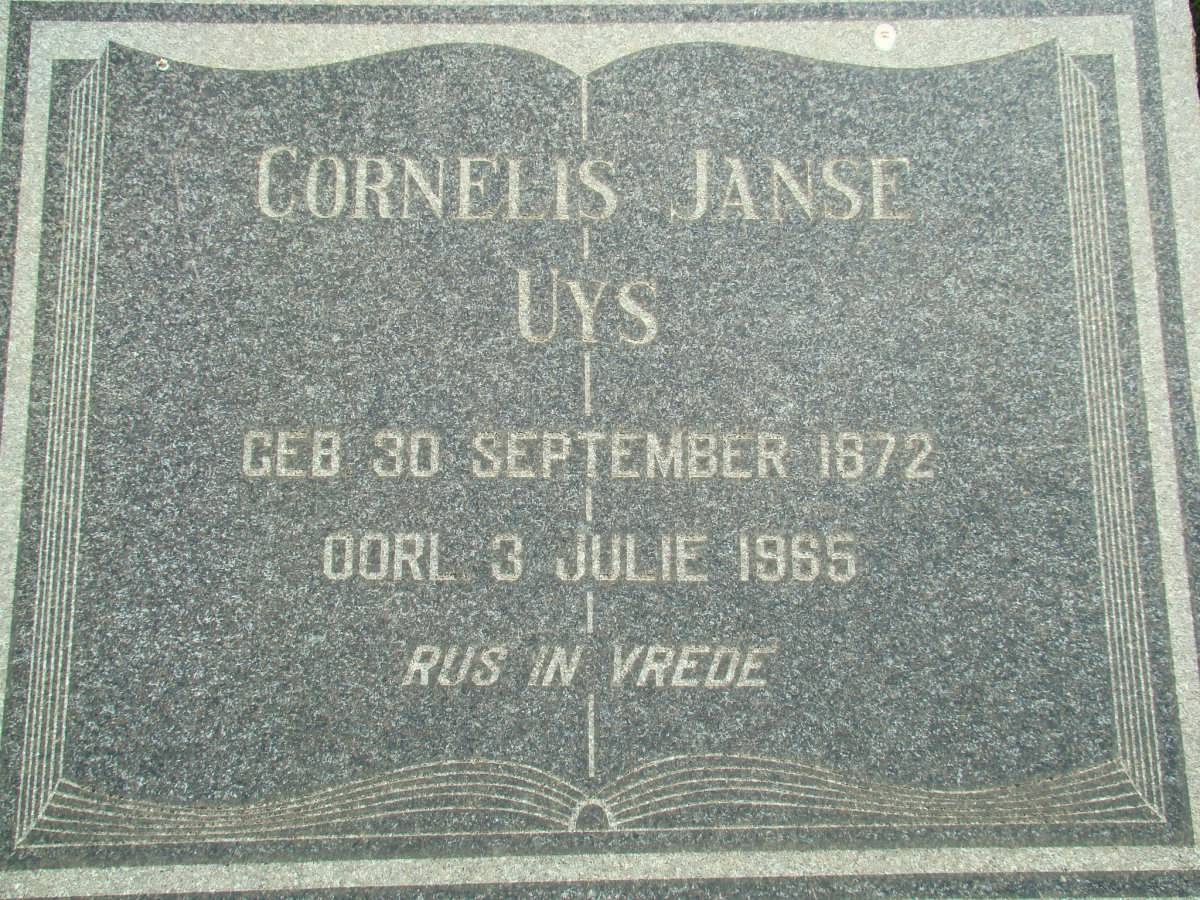 CORNELIS JANSE
UYS
GEB 30 SEPTEMBER 1872
OORL 3 JULIE 1965
RUS IN VREDE